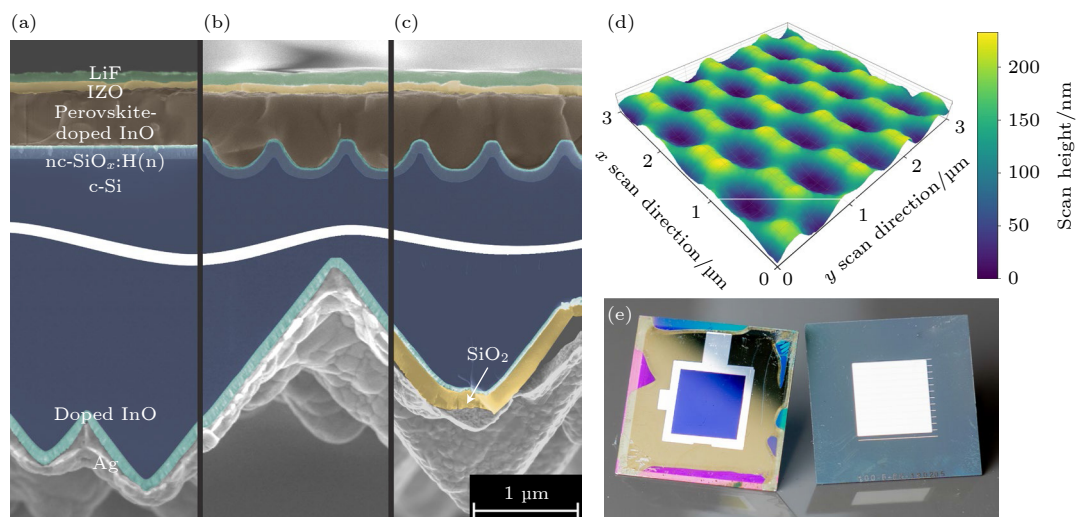 (a)
(b)
(c)
(d)
LiF
IZO
Perovskite-
doped InO
nc-SiOₓ:H(n)
c-Si
SiO₂
Doped InO
Ag
1 µm
3
2
1
0
x scan direction/µm
0
1
2
3
y scan direction/µm
200
150
100
50
0
Scan height/nm
(e)